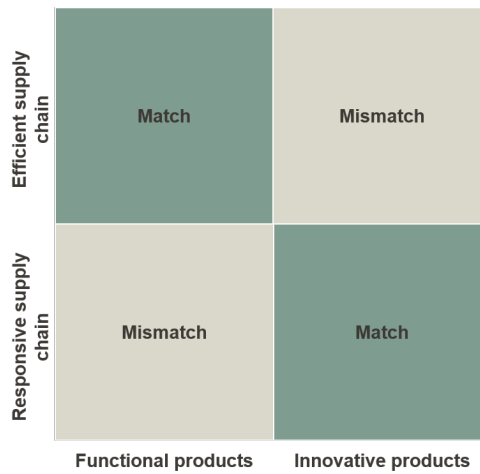 Efficient supply
chain
Match
Mismatch
Responsive supply
chain
Mismatch
Match
Functional products
Innovative products